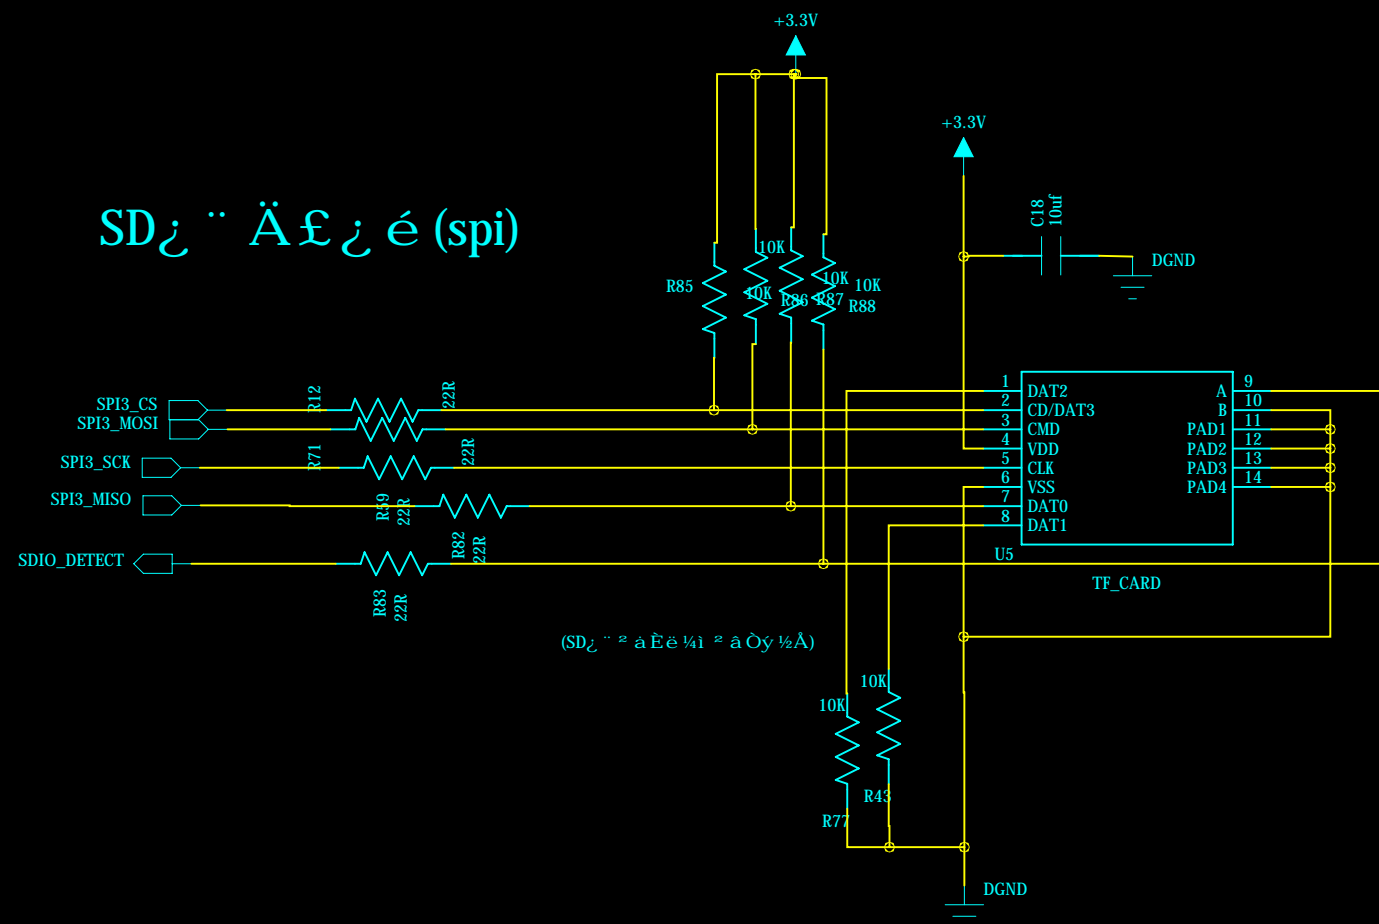 +3.3V
+3.3V
C18
10uf
SD¿¨Ä£¿é(spi)
DGND
10K
R85
10K
R86
10K
R87
10K
R88
SPI3_CS
R12
22R
SPI3_MOSI
R71
22R
SPI3_SCK
R59
22R
SPI3_MISO
R82
22R
SDIO_DETECT
R83
22R
1 DAT2
2 CD/DAT3
3 CMD
4 VDD
5 CLK
6 VSS
7 DAT0
8 DAT1
A 9
B 10
PAD1 11
PAD2 12
PAD3 13
PAD4 14
U5
TF_CARD
(SD¿¨²åÈë¼ì²âÒý½Å)
10K
10K
R43
R77
DGND